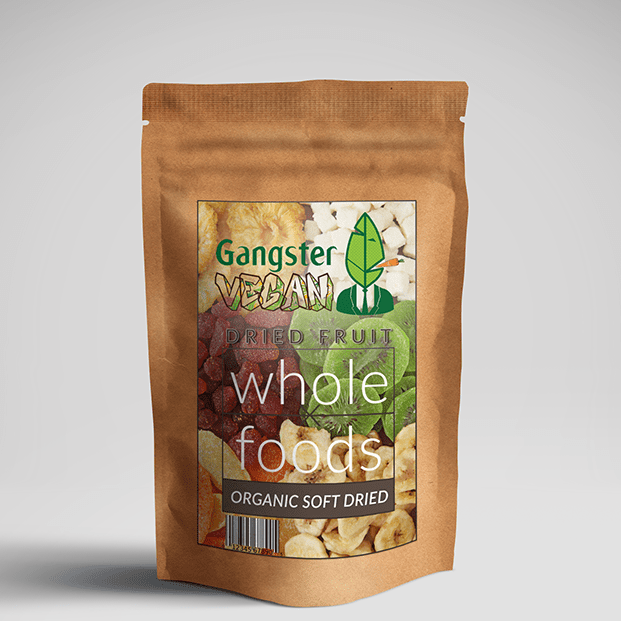 Gangster
VEGAN
DRIED FRUIT
whole
foods
ORGANIC SOFT DRIED